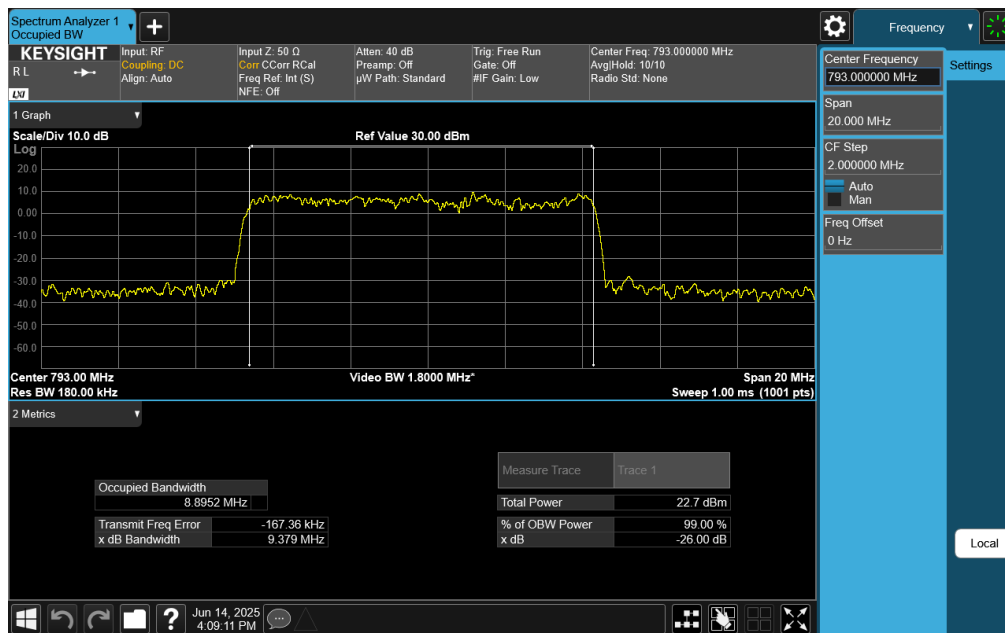 Spectrum Analyzer 1
Occupied BW
Frequency
KEYSIGHT
R L
LXI
Input: RF
Coupling: DC
Align: Auto
Input Z: 50 Ω
Corr CCorr RCal
Freq Ref: Int (S)
NFE: Off
Atten: 40 dB
Preamp: Off
µW Path: Standard
Trig: Free Run
Gate: Off
#IF Gain: Low
Center Freq: 793.000000 MHz
Avg|Hold: 10/10
Radio Std: None
Center Frequency
793.000000 MHz
Settings
Span
20.000 MHz
CF Step
2.000000 MHz
Auto
Man
Freq Offset
0 Hz
1 Graph
Scale/Div 10.0 dB
Ref Value 30.00 dBm
Log
20.0
10.0
0.00
-10.0
-20.0
-30.0
-40.0
-50.0
-60.0
Center 793.00 MHz
Video BW 1.8000 MHz*
Span 20 MHz
Res BW 180.00 kHz
Sweep 1.00 ms (1001 pts)
2 Metrics
Measure Trace
Trace 1
Occupied Bandwidth
8.8952 MHz
Total Power
22.7 dBm
Transmit Freq Error
-167.36 kHz
% of OBW Power
99.00 %
x dB Bandwidth
9.379 MHz
x dB
-26.00 dB
Local
Jun 14, 2025
4:09:11 PM